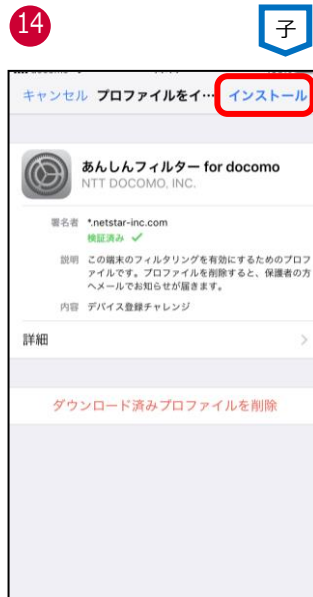 14
子
キャンセル プロファイルをイ… インストール
あんしんフィルター for docomo
NTT DOCOMO, INC.
署名者 *.netstar-inc.com
検証済み ✓
説明 この端末のフィルタリングを有効にするためのプロフ
ァイルです。プロファイルを削除すると、保護者の方
へメールでお知らせが届きます。
内容 デバイス登録チャレンジ
詳細
ダウンロード済みプロファイルを削除